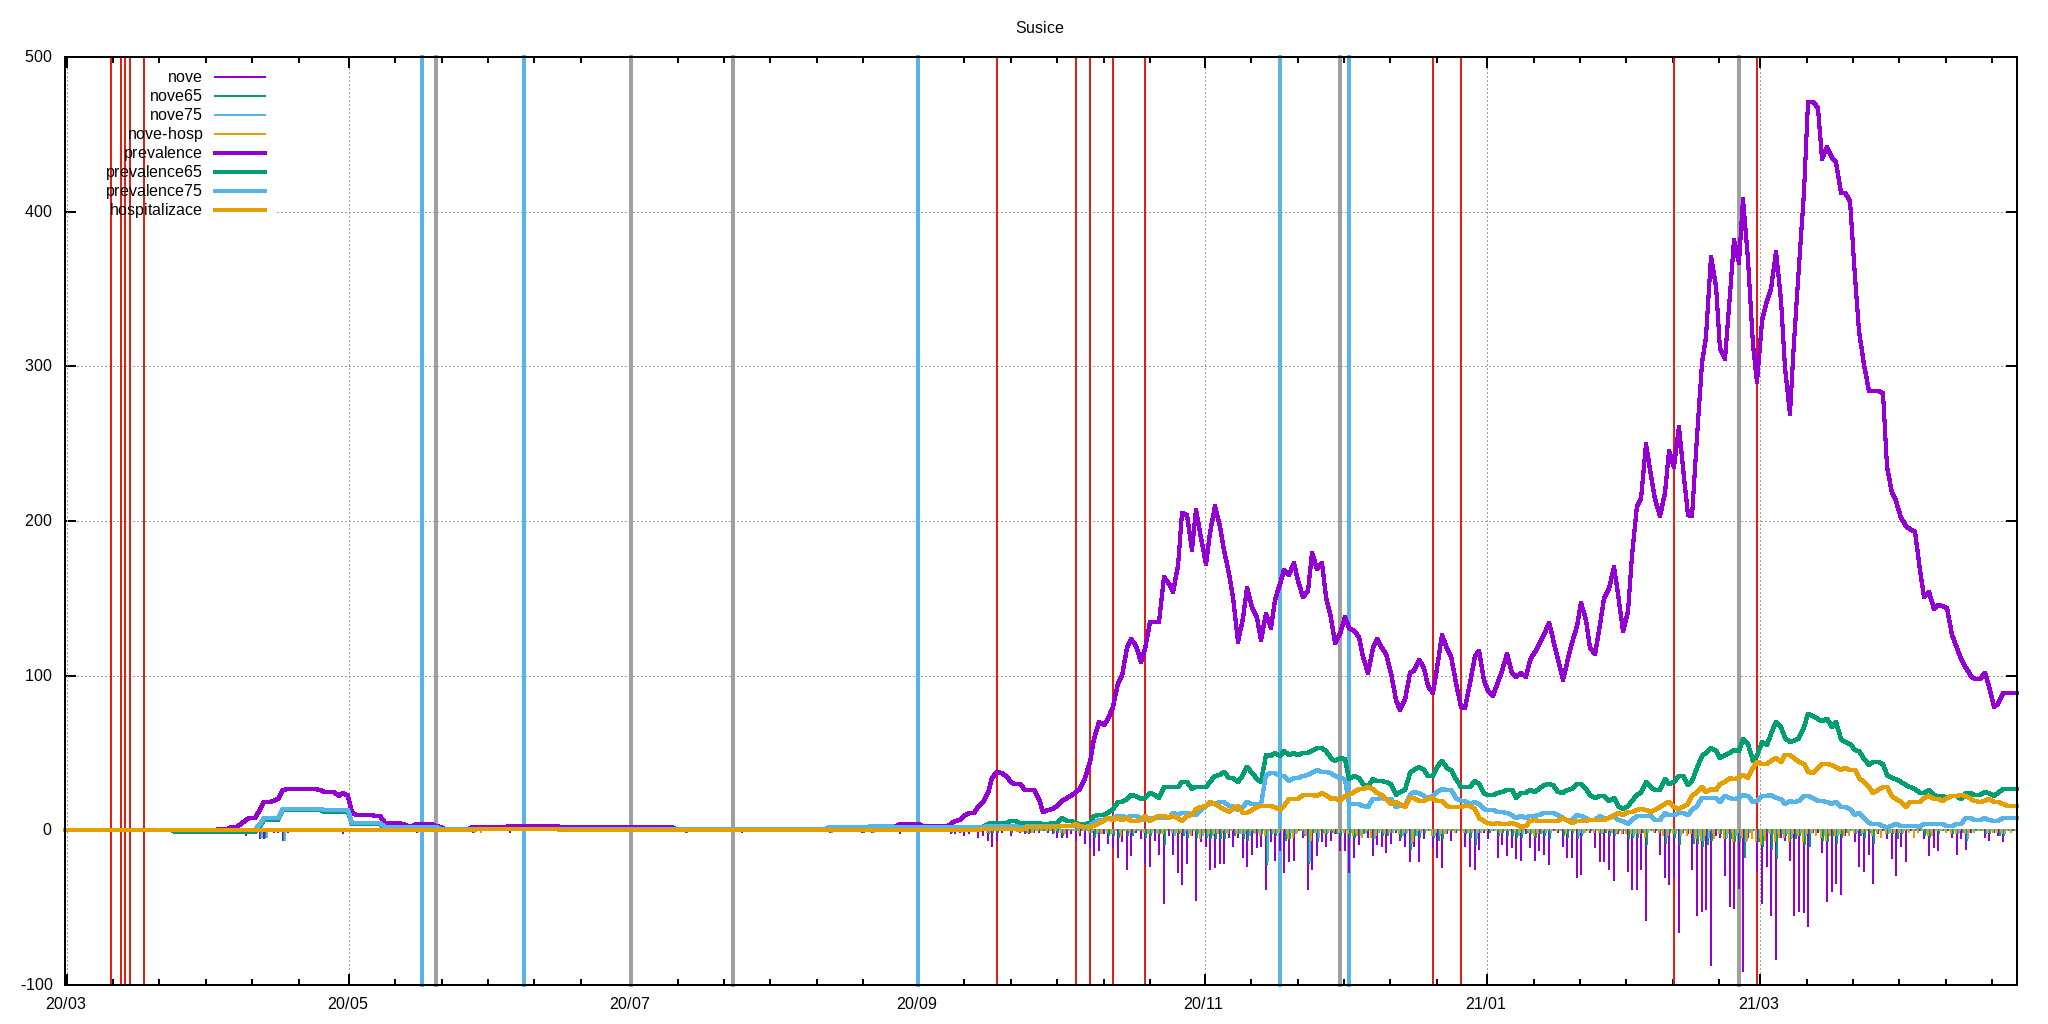 Susice
500
nove
nove65
nove75
nove-hosp
prevalence
prevalence65
prevalence75
hospitalizace
400
300
200
100
0
-100
20/03 20/05 20/07 20/09 20/11 21/01 21/03